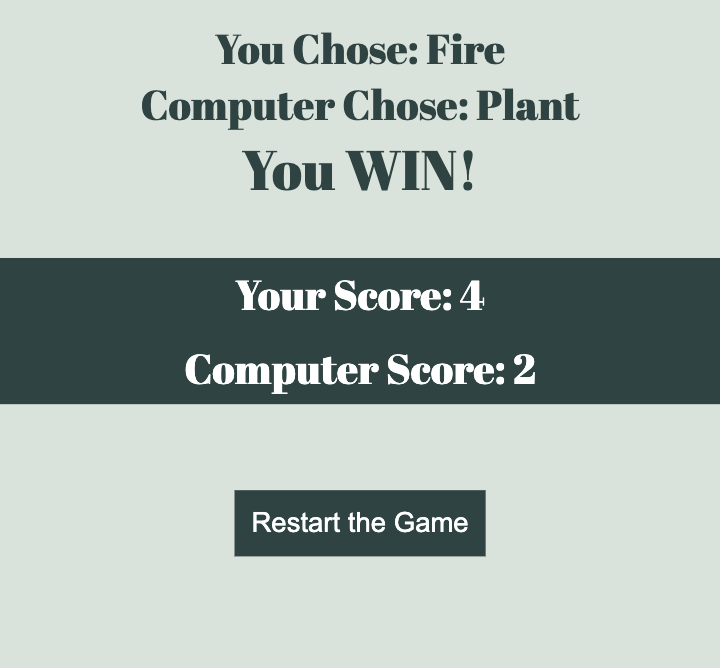 You Chose: Fire
Computer Chose: Plant
You WIN!
Your Score: 4
Computer Score: 2
Restart the Game